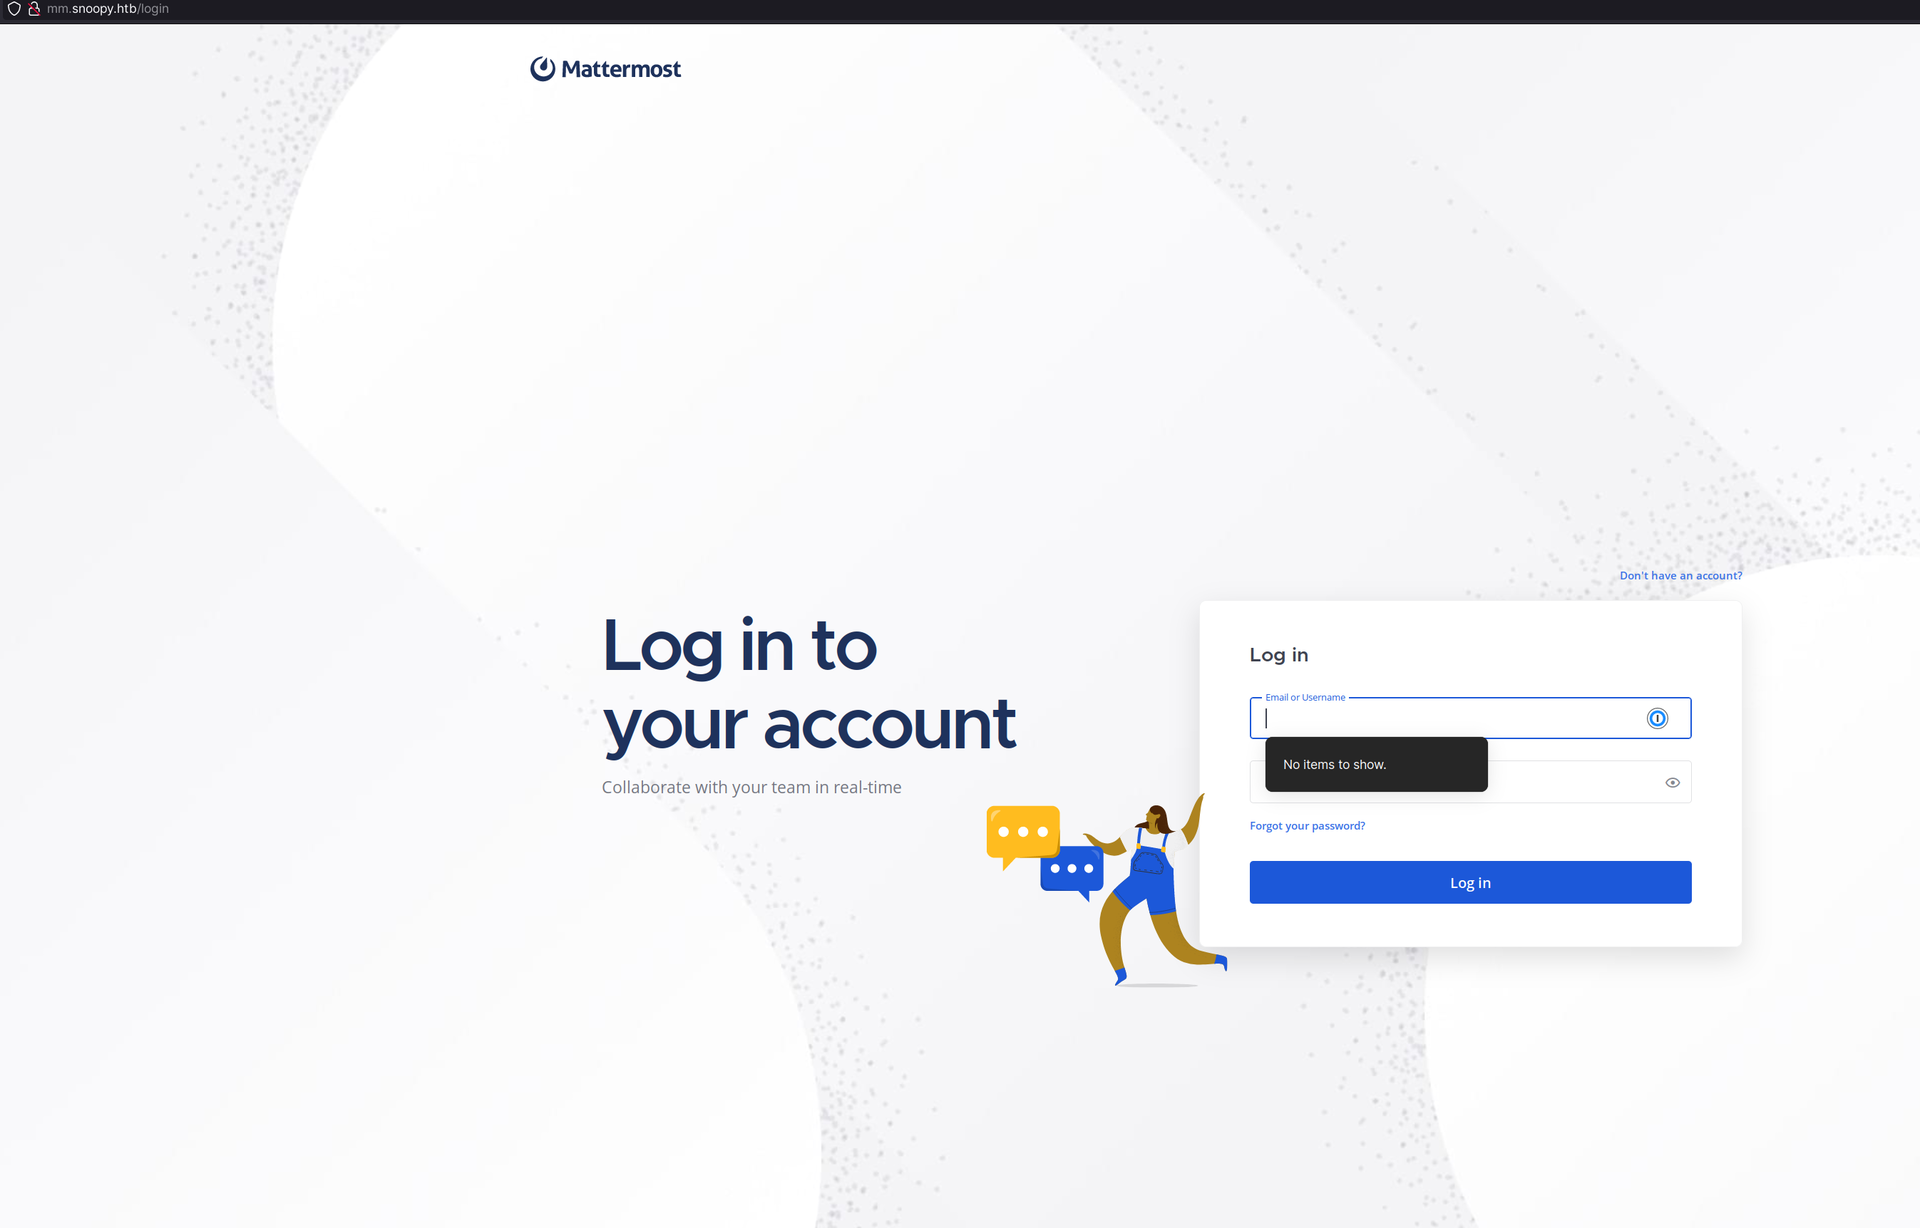 mm.snoopy.htb/login
Mattermost
Don't have an account?
Log in to
your account
Collaborate with your team in real-time
Log in
Email or Username
No items to show.
Forgot your password?
Log in